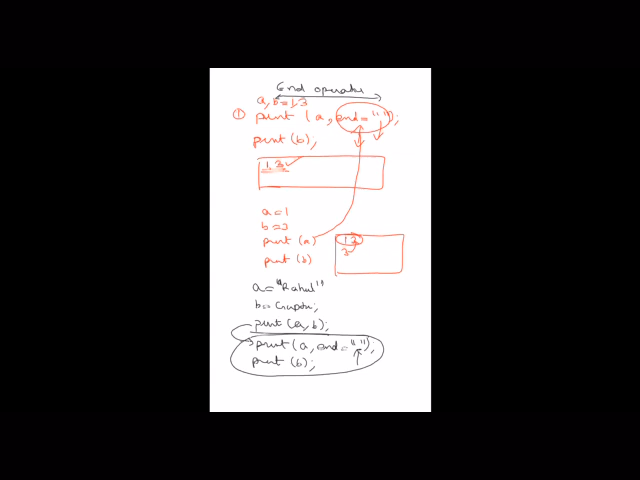 End operator
a, b = 1, 3
① print (a, end = " ");
print (b),
1, 3
a = 1
b = 3
print (a)
print (b)
1 3
3
a = "Rahul"
b = Gupta;
print (a, b);
print (a, end = " ");
print (b);